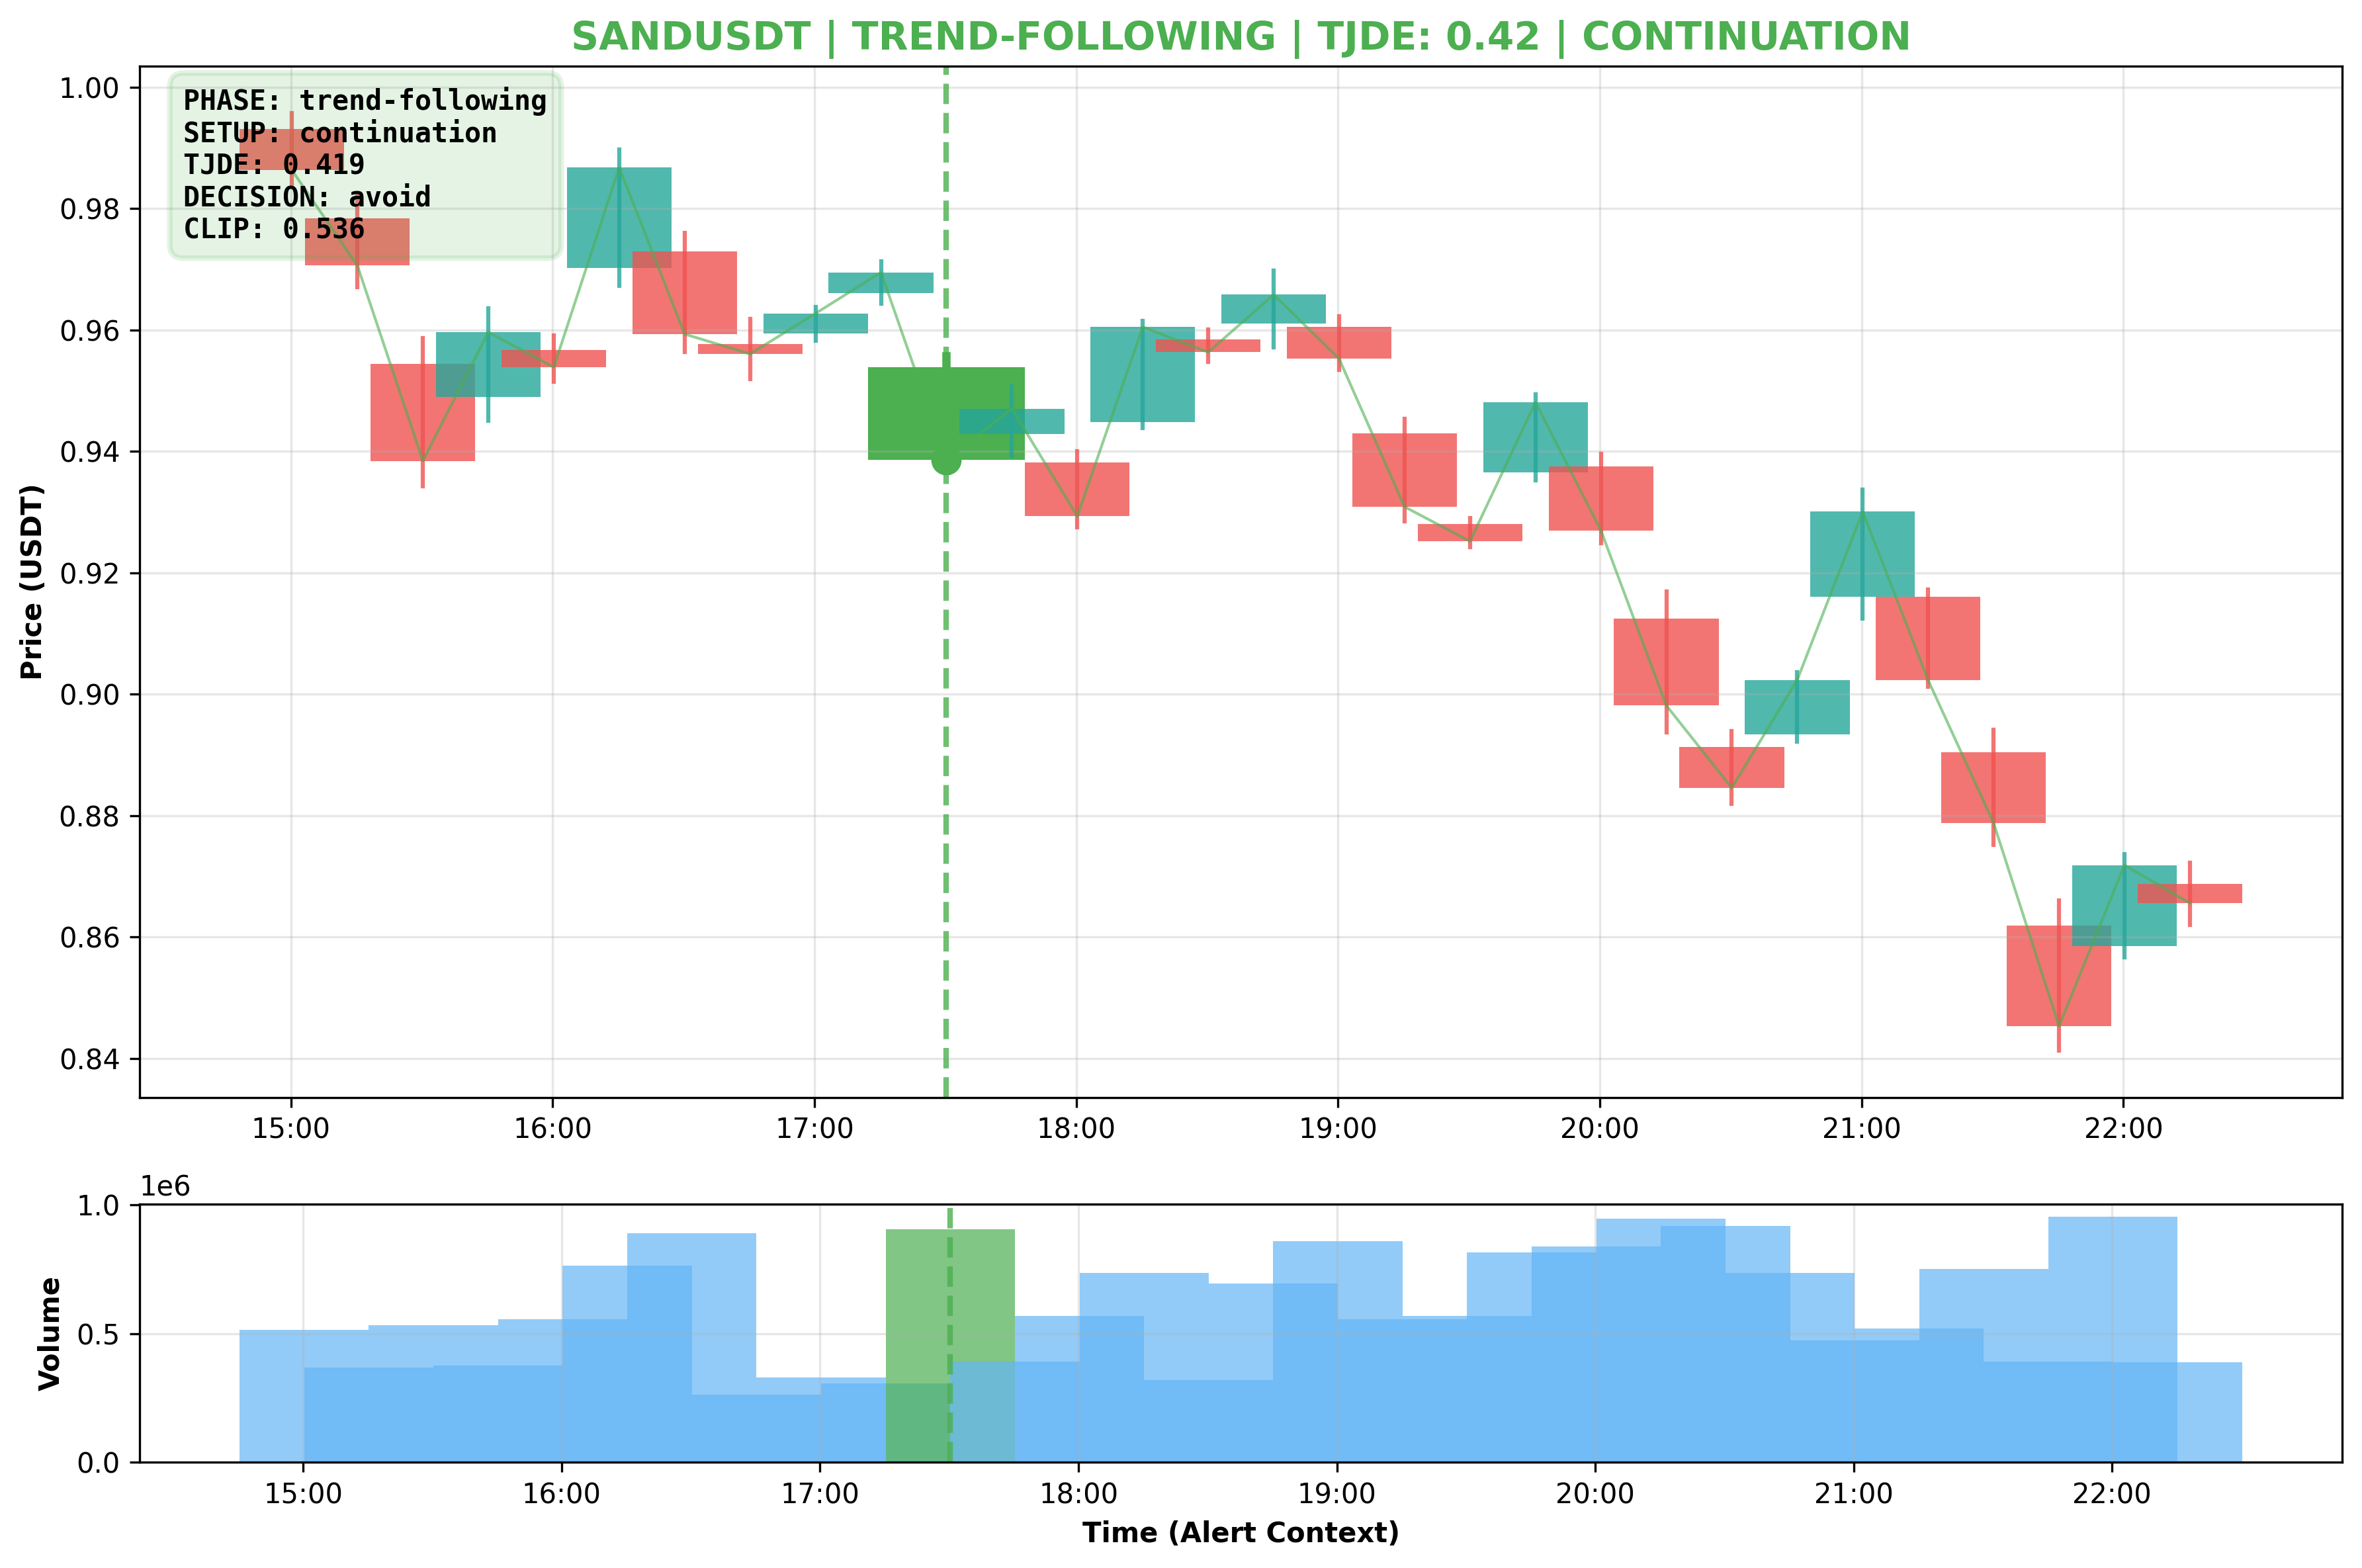 SANDUSDT | TREND-FOLLOWING | TJDE: 0.42 | CONTINUATION
PHASE: trend-following
SETUP: continuation
TJDE: 0.419
DECISION: avoid
CLIP: 0.536
Price (USDT)
1.00
0.98
0.96
0.94
0.92
0.90
0.88
0.86
0.84
15:00 16:00 17:00 18:00 19:00 20:00 21:00 22:00
1e6
Volume
1.0
0.5
0.0
15:00 16:00 17:00 18:00 19:00 20:00 21:00 22:00
Time (Alert Context)